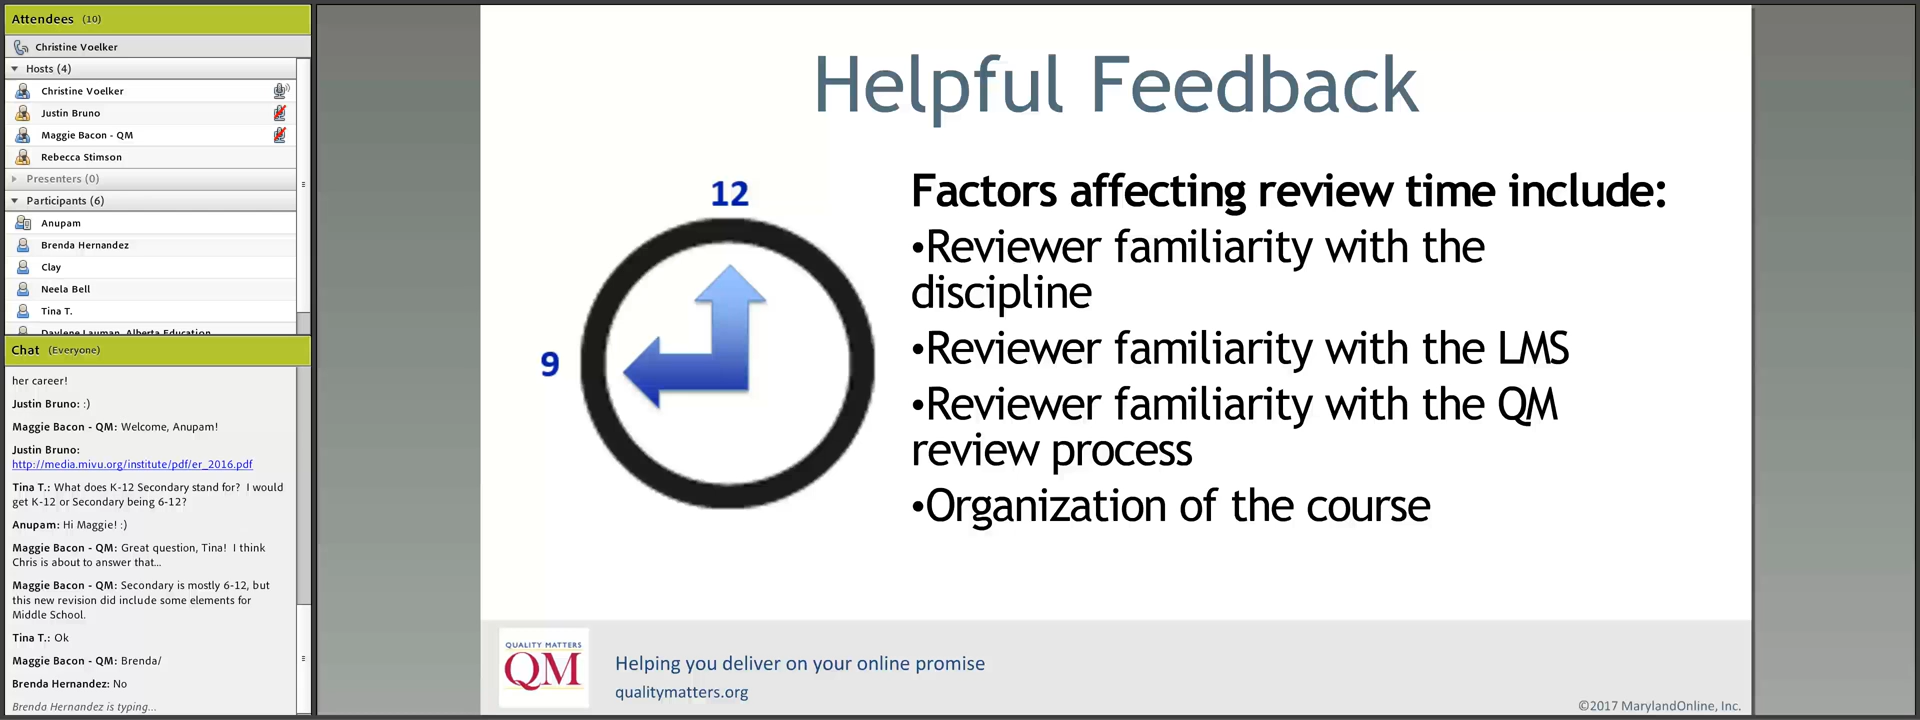 Attendees (10)
Christine Voelker
Hosts (4)
Christine Voelker
Justin Bruno
Maggie Bacon - QM
Rebecca Stimson
Presenters (0)
Participants (6)
Anupam
Brenda Hernandez
Clay
Neela Bell
Tina T.
Daylene Lauman, Alberta Education
Chat (Everyone)
her career!
Justin Bruno: :)
Maggie Bacon - QM: Welcome, Anupam!
Justin Bruno:
http://media.mivu.org/institute/pdf/er_2016.pdf
Tina T.: What does K-12 Secondary stand for? I would
get K-12 or Secondary being 6-12?
Anupam: Hi Maggie! :)
Maggie Bacon - QM: Great question, Tina! I think
Chris is about to answer that...
Maggie Bacon - QM: Secondary is mostly 6-12, but
this new revision did include some elements for
Middle School.
Tina T.: Ok
Maggie Bacon - QM: Brenda/
Brenda Hernandez: No
Brenda Hernandez is typing...
Helpful Feedback
12
9
Factors affecting review time include:
•Reviewer familiarity with the
discipline
•Reviewer familiarity with the LMS
•Reviewer familiarity with the QM
review process
•Organization of the course
QUALITY MATTERS
QM
Helping you deliver on your online promise
qualitymatters.org
©2017 MarylandOnline, Inc.